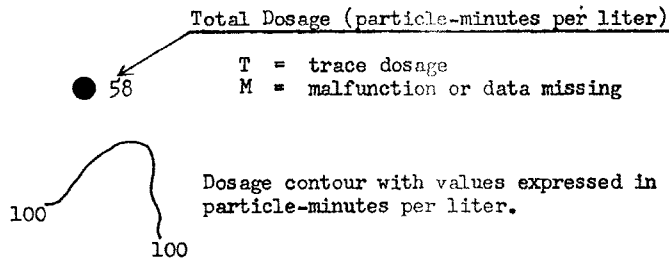 Total Dosage (particle-minutes per liter)
58
T = trace dosage
M = malfunction or data missing
Dosage contour with values expressed in
particle-minutes per liter.
100
100